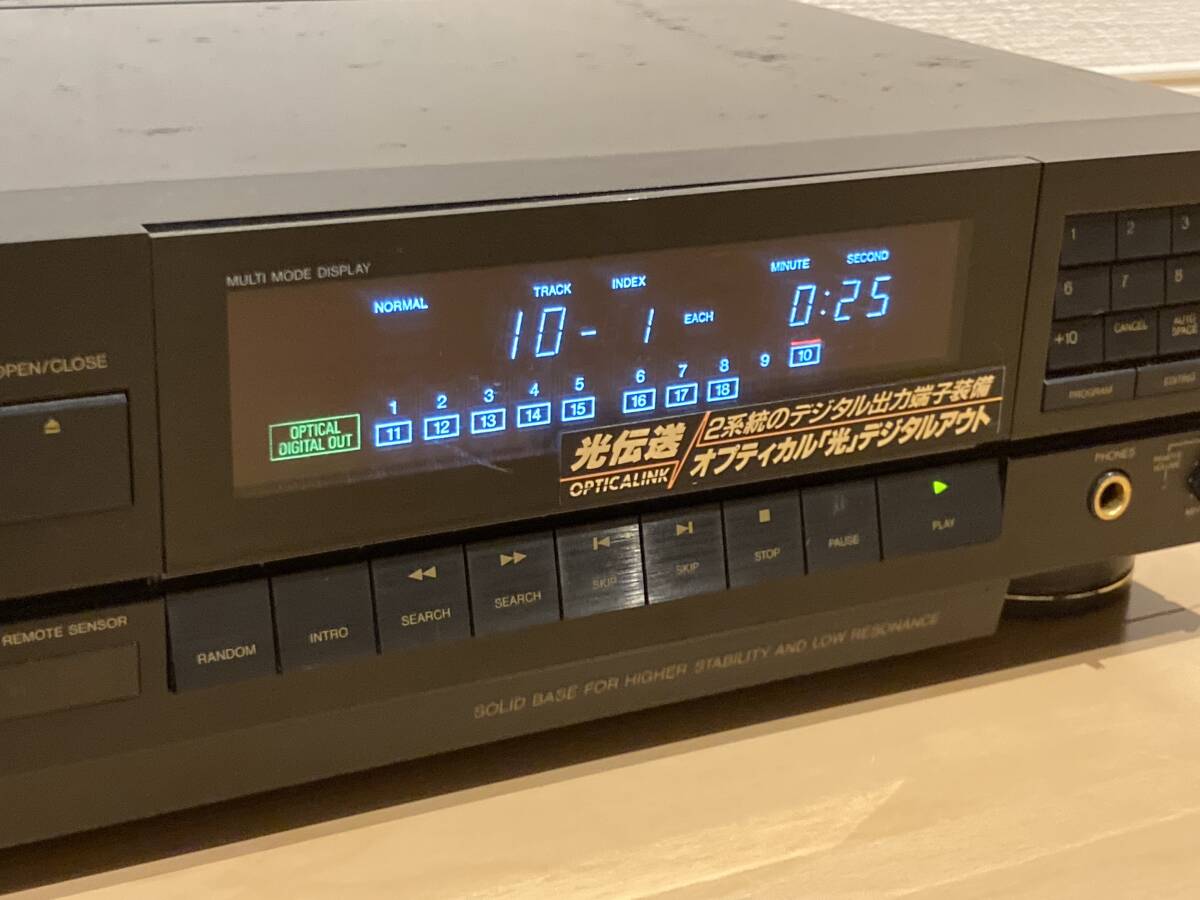 MULTI MODE DISPLAY
NORMAL TRACK INDEX MINUTE SECOND
10 - 1 EACH 0:25
1 2 3 4 5 6 7 8 9 10
11 12 13 14 15 16 17 18
OPTICAL
DIGITAL OUT
光伝送
OPTICALINK
2系統のデジタル出力端子装備
オプティカル「光」デジタルアウト
OPEN/CLOSE
1 2 3
6 7 8
+10 CANCEL AUTO SPACE
PROGRAM EDITING
PHONES
RANDOM INTRO SEARCH SEARCH SKIP SKIP STOP PAUSE PLAY
REMOTE SENSOR
SOLID BASE FOR HIGHER STABILITY AND LOW RESONANCE